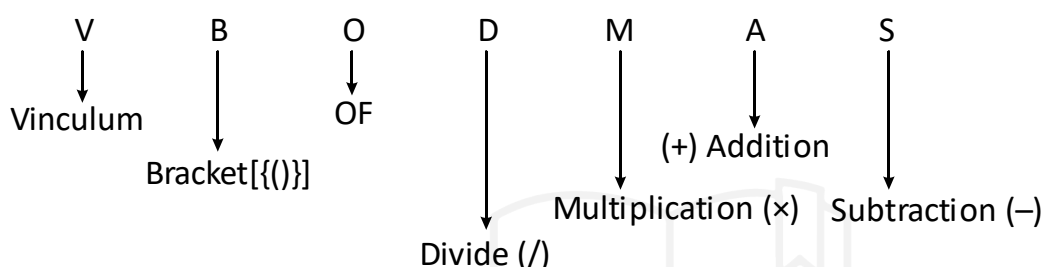 V B O D M A S
Vinculum
OF
(+) Addition
Bracket[{()}]
Multiplication (×)
Subtraction (–)
Divide (/)